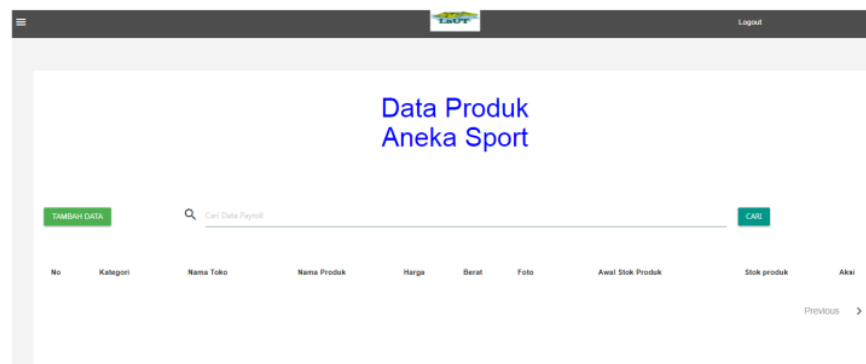 LaUT
Logout
Data Produk
Aneka Sport
TAMBAH DATA
Cari Data Payroll
CARI
No Kategori Nama Toko Nama Produk Harga Berat Foto Awal Stok Produk Stok produk Aksi
Previous